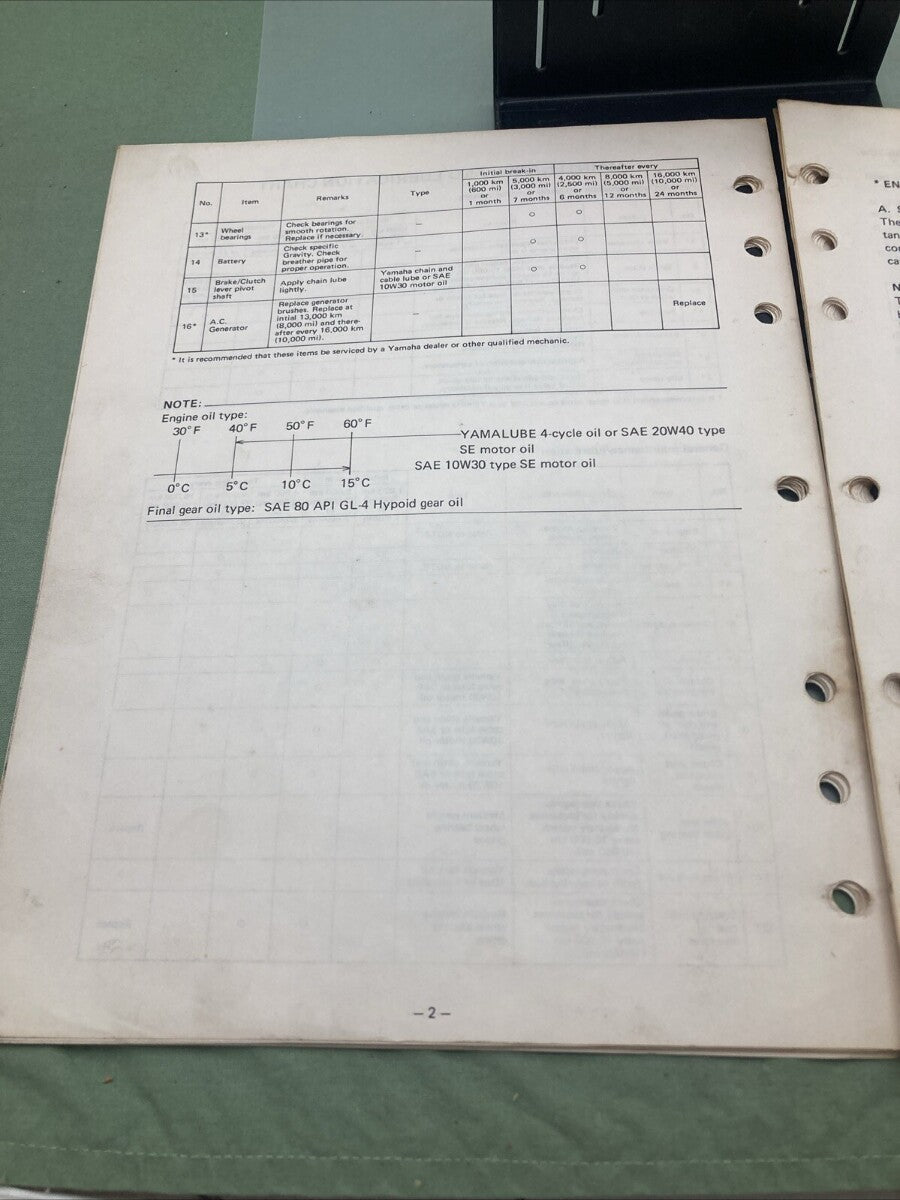 Initial break-in Thereafter every
No. Item Remarks Type 1,000 km (600 mi) or 1 month 5,000 km (3,000 mi) or 7 months 4,000 km (2,500 mi) or 6 months 8,000 km (5,000 mi) or 12 months 16,000 km (10,000 mi) or 24 months
13* Wheel bearings Check bearings for smooth rotation. Replace if necessary. — ○ ○
14 Battery Check specific Gravity. Check breather pipe for proper operation. — ○ ○
15 Brake/Clutch lever pivot shaft Apply chain lube lightly. Yamaha chain and cable lube or SAE 10W30 motor oil ○ ○
16* A.C. Generator Replace generator brushes. Replace at intial 13,000 km (8,000 mi) and there-after every 16,000 km (10,000 mi). — Replace
* It is recommended that these items be serviced by a Yamaha dealer or other qualified mechanic.
NOTE:
Engine oil type:
30°F 40°F 50°F 60°F
YAMALUBE 4-cycle oil or SAE 20W40 type
SE motor oil
SAE 10W30 type SE motor oil
0°C 5°C 10°C 15°C
Final gear oil type: SAE 80 API GL-4 Hypoid gear oil
– 2 –
* EN
A. S
The
tan
co
ca
N